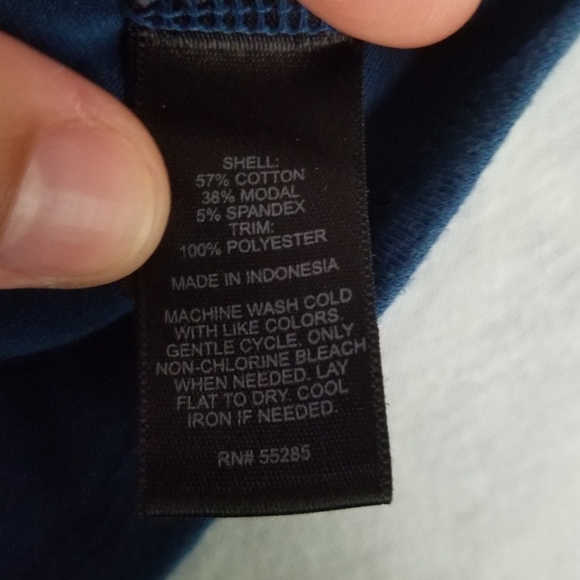 SHELL:
57% COTTON
38% MODAL
5% SPANDEX
TRIM:
100% POLYESTER
MADE IN INDONESIA
MACHINE WASH COLD
WITH LIKE COLORS.
GENTLE CYCLE. ONLY
NON-CHLORINE BLEACH
WHEN NEEDED. LAY
FLAT TO DRY. COOL
IRON IF NEEDED.
RN# 55285